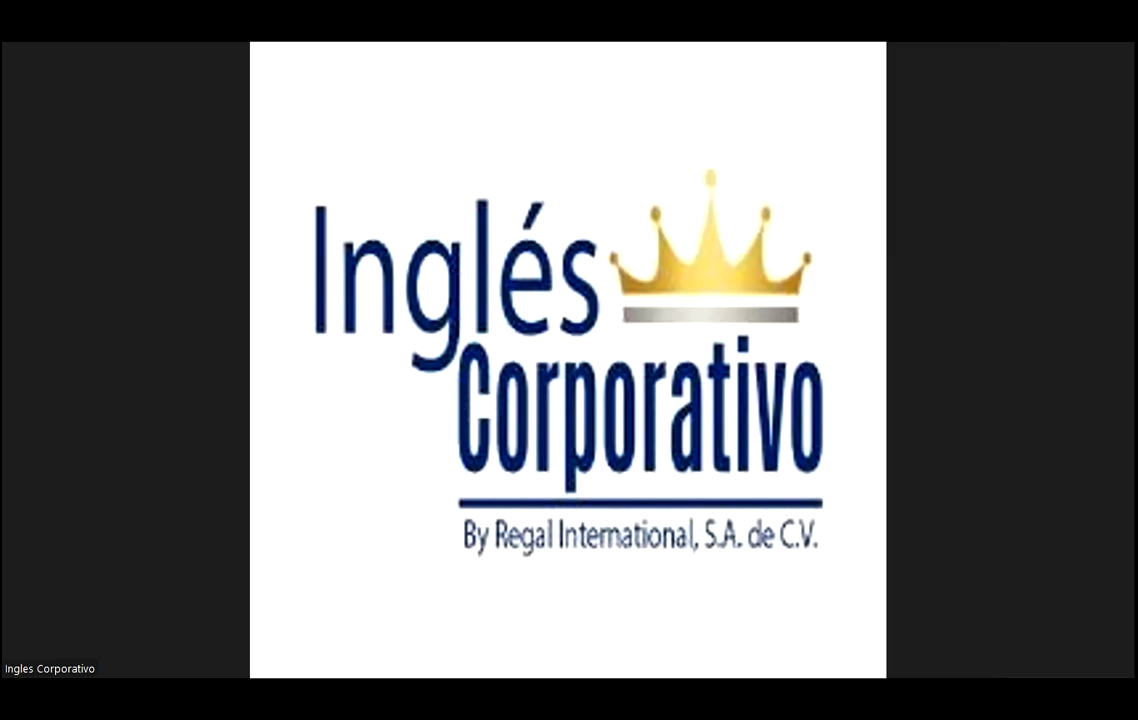 Inglés
Corporativo
By Regal International, S.A. de C.V.
Ingles Corporativo